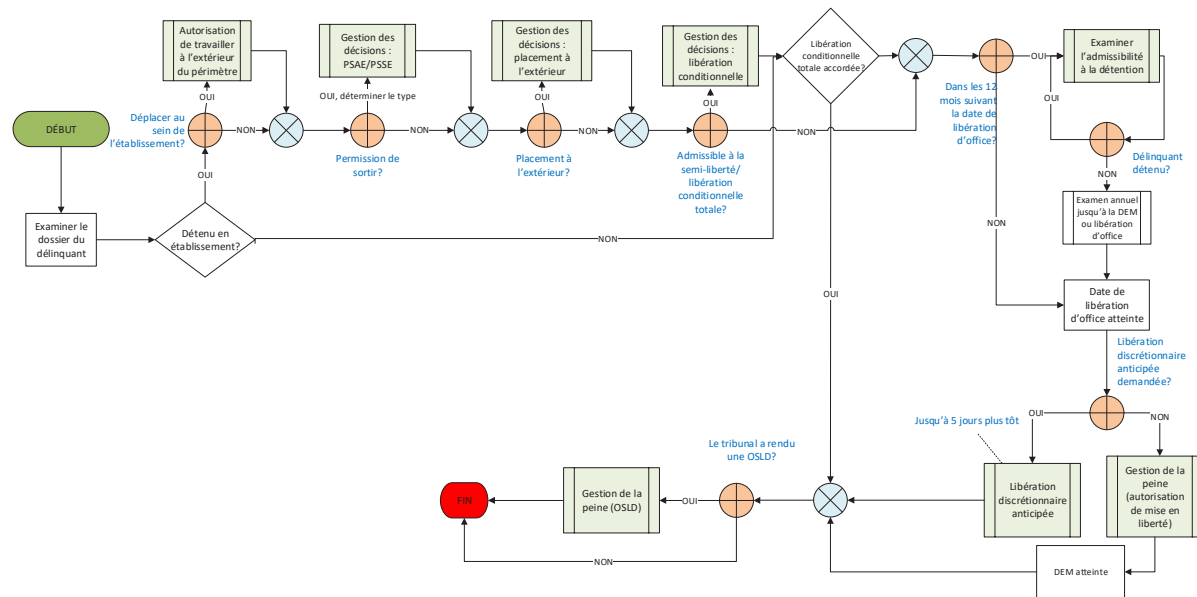 Autorisation
de travailler
à l'extérieur
du périmètre
Gestion des
décisions :
PSAE/PSSE
Gestion des
décisions :
placement à
l'extérieur
Gestion des
décisions :
libération
conditionnelle
Libération
conditionnelle
totale accordée?
OUI
Examiner
l'admissibilité
à la détention
OUI
OUI, déterminer le type
OUI
OUI
OUI
Dans les 12
mois suivant
la date de
libération
d'office?
DÉBUT
Déplacer au
sein de
l'établissement?
NON
NON
NON
NON
Permission de
sortir?
Placement à
l'extérieur?
Admissible à la
semi-liberté/
libération
conditionnelle
totale?
Délinquant
détenu?
NON
OUI
Examiner le
dossier du
délinquant
Détenu en
établissement?
NON
NON
Examen annuel
jusqu'à la DEM
ou libération
d'office
OUI
Date de
libération
d'office atteinte
Libération
discrétionnaire
anticipée
demandée?
OUI
NON
Jusqu'à 5 jours plus tôt
Le tribunal a rendu
une OSLD?
FIN
Gestion de la
peine (OSLD)
OUI
Libération
discrétionnaire
anticipée
Gestion de la
peine
(autorisation
de mise en
liberté)
NON
DEM atteinte